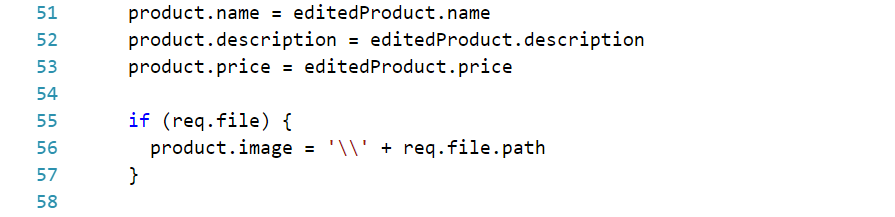 51 product.name = editedProduct.name
52 product.description = editedProduct.description
53 product.price = editedProduct.price
54
55 if (req.file) {
56 product.image = '\\' + req.file.path
57 }
58